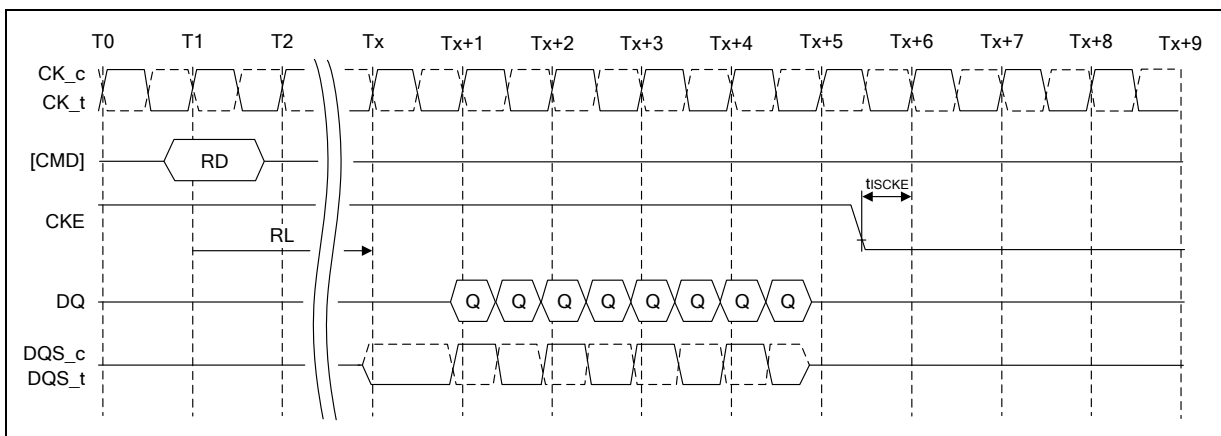 T0 T1 T2 Tx Tx+1 Tx+2 Tx+3 Tx+4 Tx+5 Tx+6 Tx+7 Tx+8 Tx+9
CK_c
CK_t
[CMD] RD
tISCKE
CKE
RL
DQ Q Q Q Q Q Q Q Q
DQS_c
DQS_t